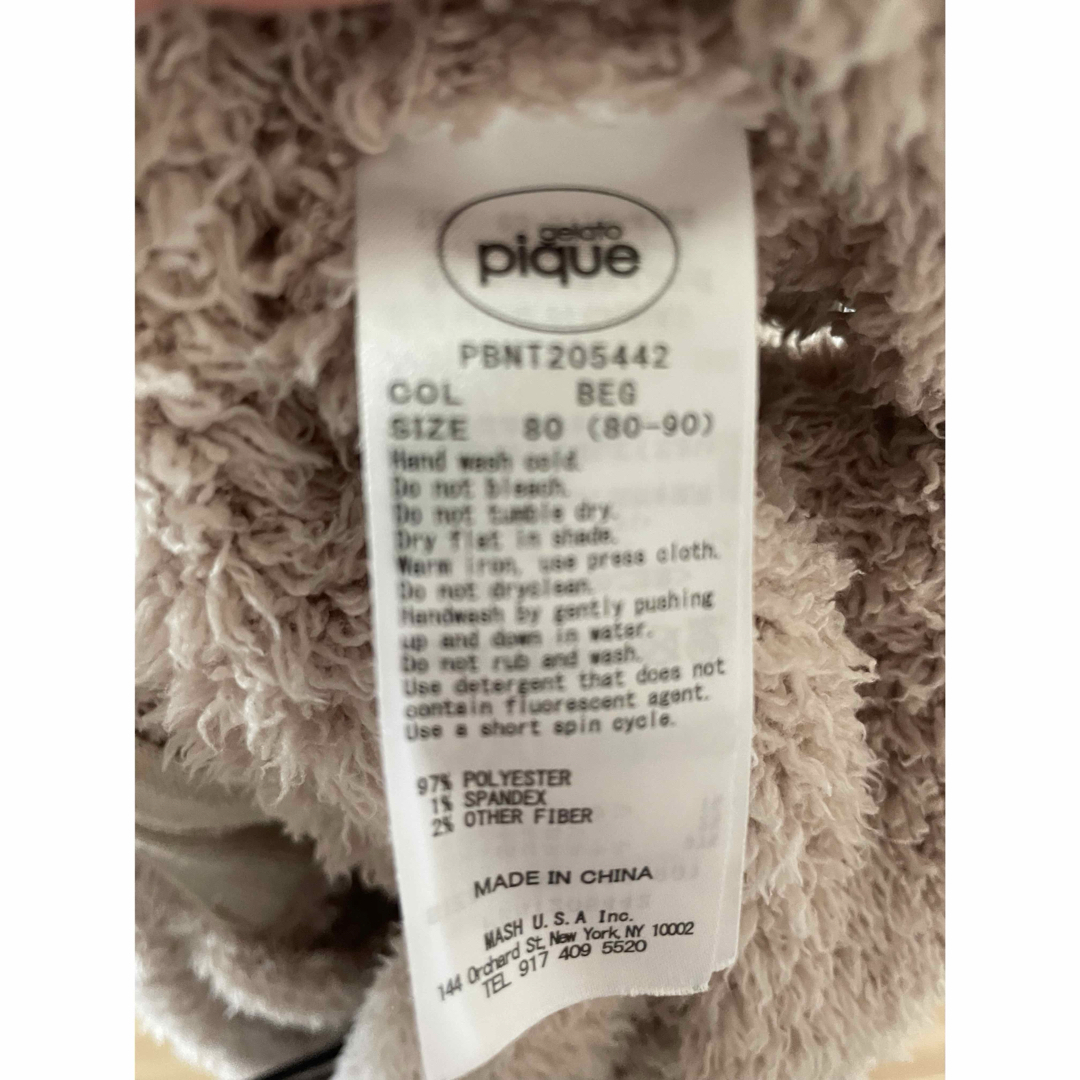 gelato
pique
PBNT205442
COL BEG
SIZE 80 (80-90)
Hand wash cold.
Do not bleach.
Do not tumble dry.
Dry flat in shade.
Warm iron, use press cloth.
Do not dryclean.
Handwash by gently pushing
up and down in water.
Do not rub and wash.
Use detergent that does not
contain fluorescent agent.
Use a short spin cycle.
97% POLYESTER
1% SPANDEX
2% OTHER FIBER
MADE IN CHINA
MASH U.S.A Inc.
144 Orchard St, New York, NY 10002
TEL 917 409 5520